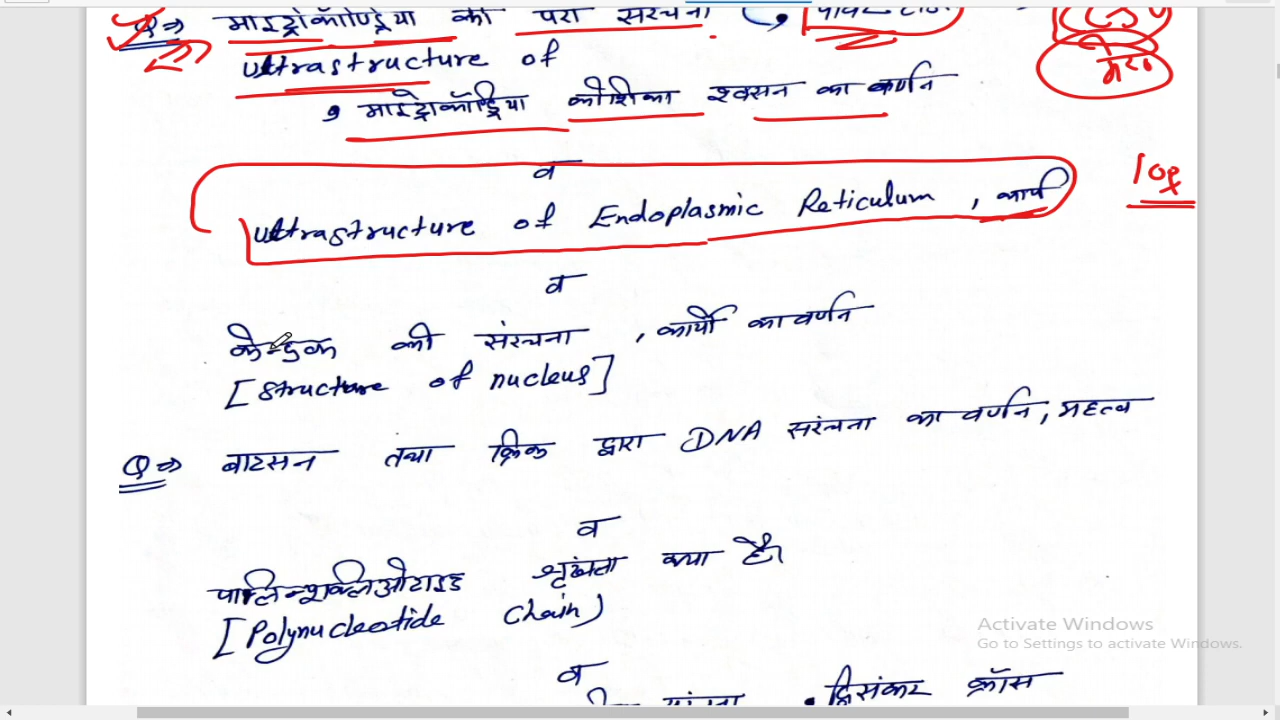 Q ⇒ माइट्रोकॉण्ड्रिया की परा संरचना
Ultrastructure of
, माइट्रोकॉंड्रिया कोशिका श्वसन का वर्णन
मेरठ
व
Ultrastructure of Endoplasmic Reticulum , कार्य
व
केन्द्रक की संरचना , कार्यो का वर्णन
[Structure of nucleus]
Q ⇒ वाटसन तथा क्रिक द्वारा DNA संरचना का वर्णन, महत्व
व
पालिन्यूक्लिओटाइड श्रृंखला क्या है।
[Polynucleotide Chain)
Activate Windows
Go to Settings to activate Windows.
व
. द्विसंकर क्रॉस